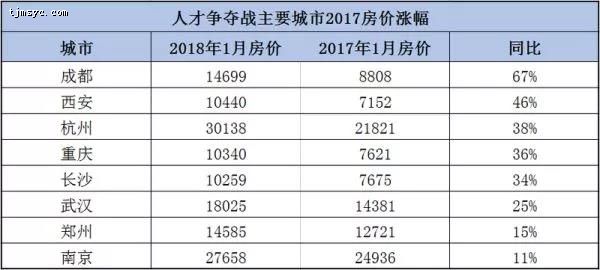 tjmsyc.com
人才争夺战主要城市2017房价涨幅
城市 2018年1月房价 2017年1月房价 同比
成都 14699 8808 67%
西安 10440 7152 46%
杭州 30138 21821 38%
重庆 10340 7621 36%
长沙 10259 7675 34%
武汉 18025 14381 25%
郑州 14585 12721 15%
南京 27658 24936 11%